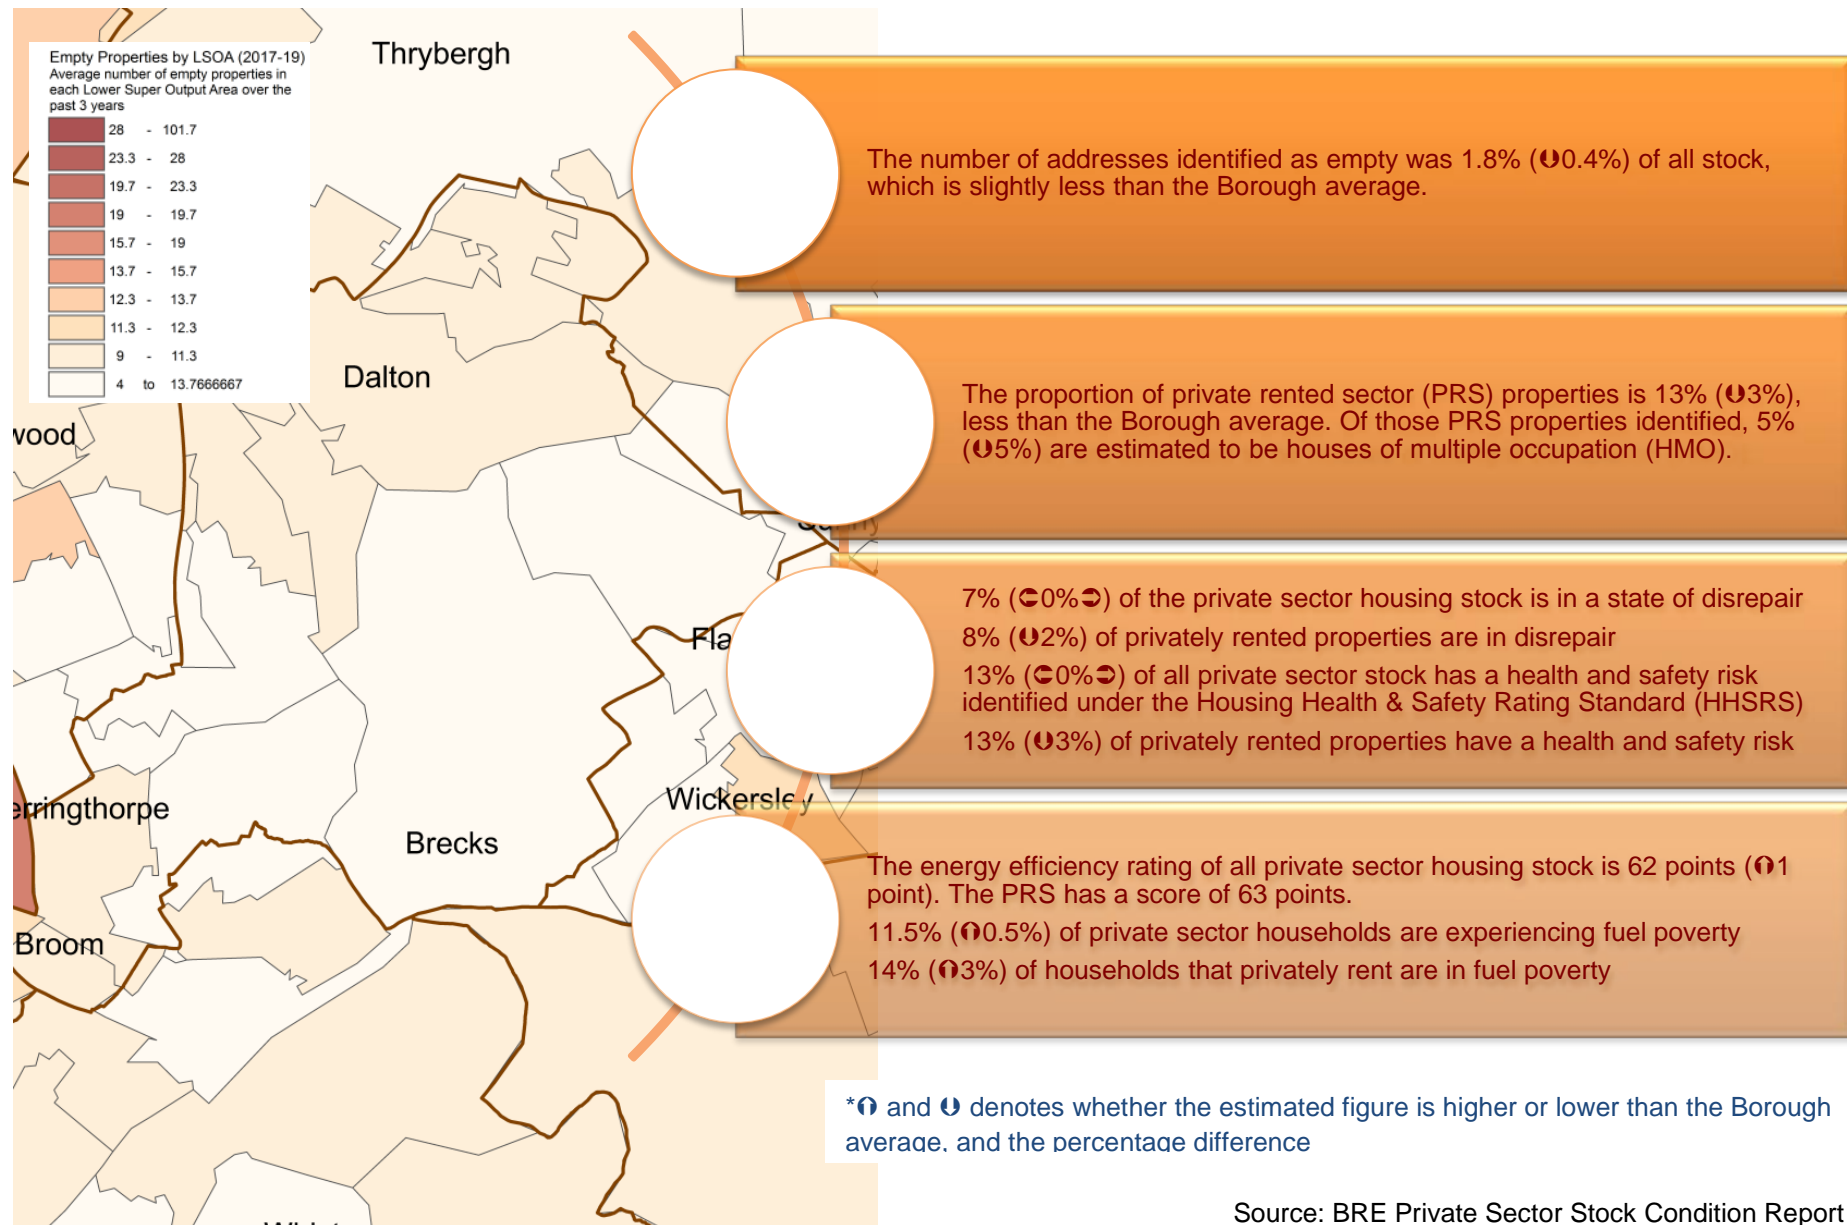 Empty Properties by LSOA (2017-19)
Average number of empty properties in
each Lower Super Output Area over the
past 3 years
28 - 101.7
23.3 - 28
19.7 - 23.3
19 - 19.7
15.7 - 19
13.7 - 15.7
12.3 - 13.7
11.3 - 12.3
9 - 11.3
4 to 13.7666667
Thrybergh
Dalton
wood
erringthorpe
Brecks
Broom
Fla
Wickersley
The number of addresses identified as empty was 1.8% (⮋0.4%) of all stock,
which is slightly less than the Borough average.
The proportion of private rented sector (PRS) properties is 13% (⮋3%),
less than the Borough average. Of those PRS properties identified, 5%
(⮋5%) are estimated to be houses of multiple occupation (HMO).
7% (⮈0%⮊) of the private sector housing stock is in a state of disrepair
8% (⮋2%) of privately rented properties are in disrepair
13% (⮈0%⮊) of all private sector stock has a health and safety risk
identified under the Housing Health & Safety Rating Standard (HHSRS)
13% (⮋3%) of privately rented properties have a health and safety risk
The energy efficiency rating of all private sector housing stock is 62 points (⮉1
point). The PRS has a score of 63 points.
11.5% (⮉0.5%) of private sector households are experiencing fuel poverty
14% (⮉3%) of households that privately rent are in fuel poverty
*⮉ and ⮋ denotes whether the estimated figure is higher or lower than the Borough
average, and the percentage difference
Source: BRE Private Sector Stock Condition Report